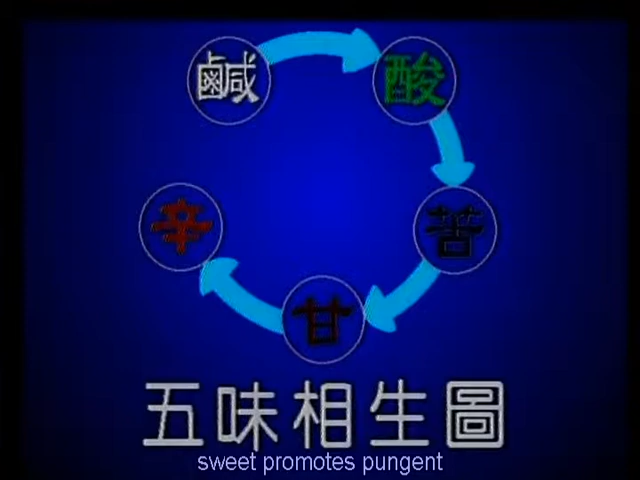 鹹
酸
辛
苦
甘
五味相生圖
sweet promotes pungent